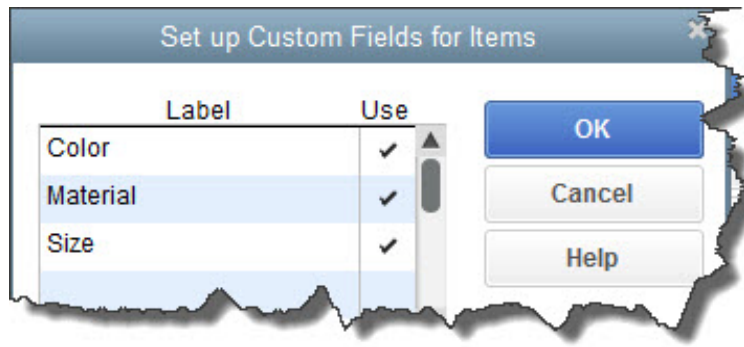 Set up Custom Fields for Items
Label Use
OK
Color
Material
Cancel
Size
Help